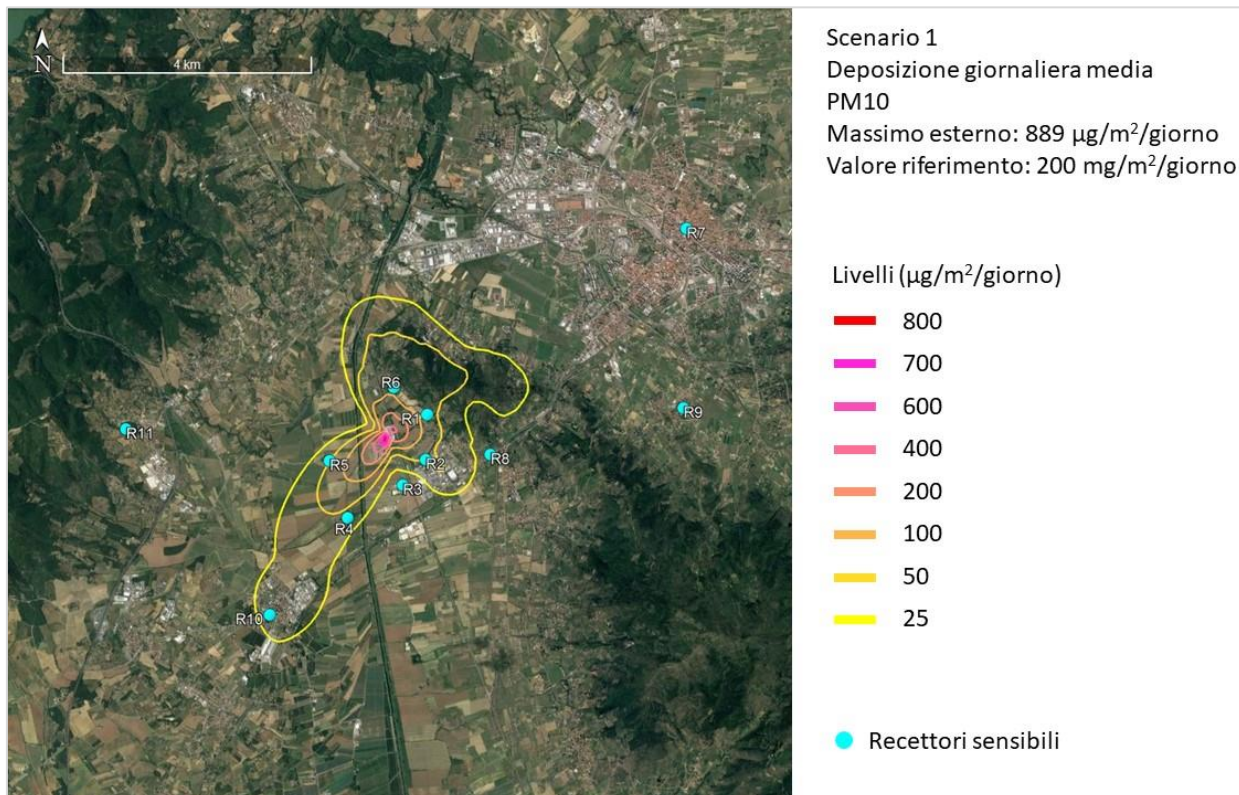 Scenario 1
Deposizione giornaliera media
PM10
Massimo esterno: 889 µg/m²/giorno
Valore riferimento: 200 mg/m²/giorno
Livelli (µg/m²/giorno)
800
700
600
400
200
100
50
25
Recettori sensibili
N
4 km
R7
R6
R1
R9
R11
R5
R2
R8
R3
R4
R10